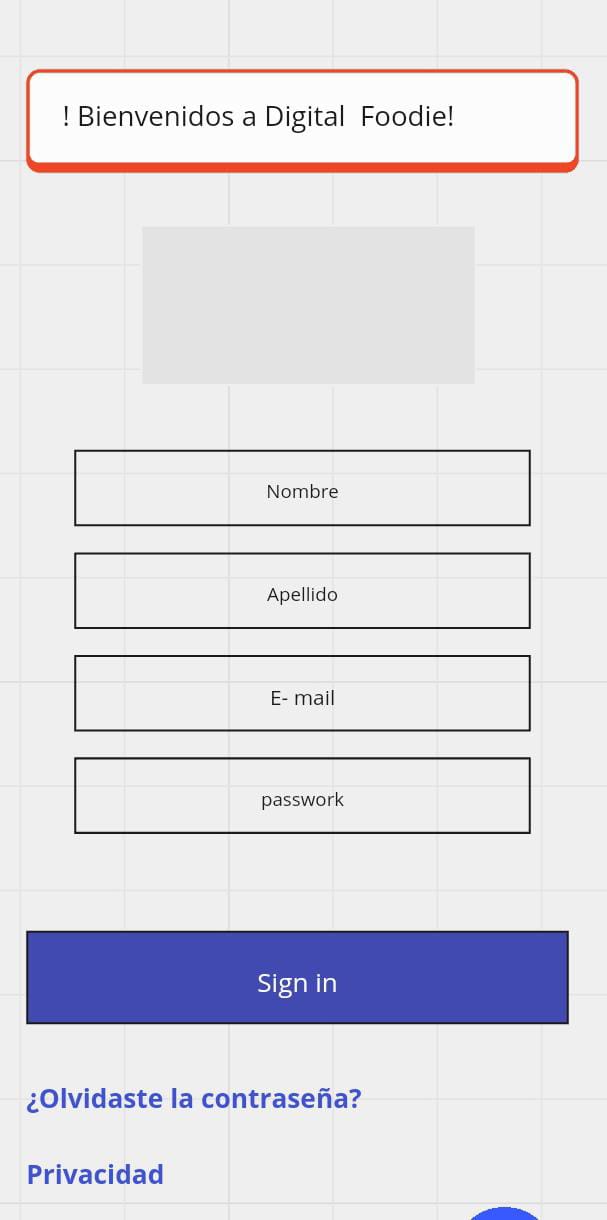 ! Bienvenidos a Digital  Foodie!
Nombre
Apellido
E- mail
passwork
Sign in
¿Olvidaste la contraseña?
Privacidad